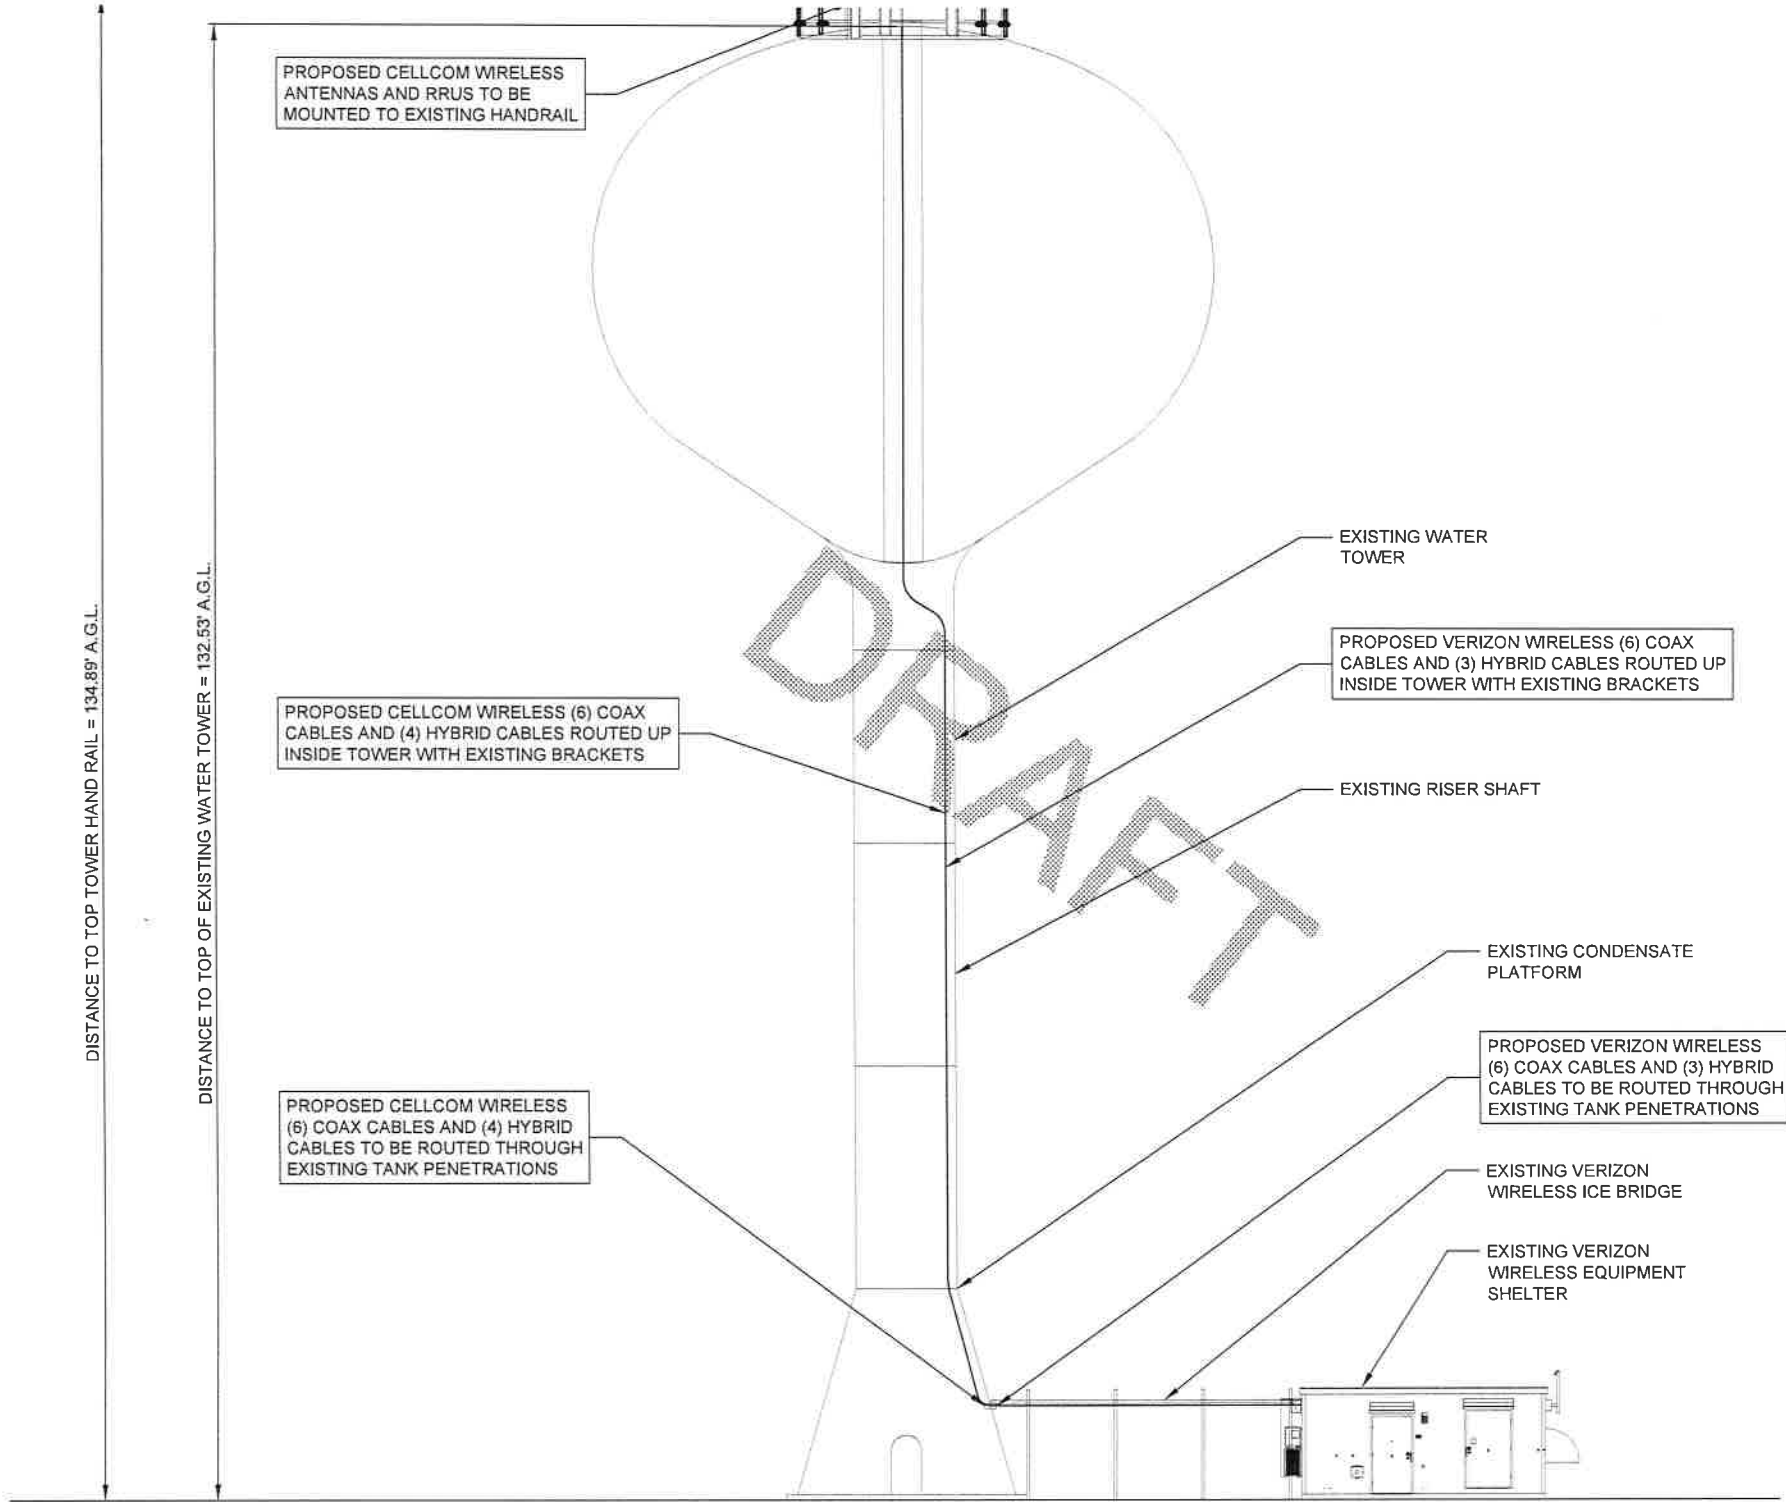 PROPOSED CELLCOM WIRELESS
ANTENNAS AND RRUS TO BE
MOUNTED TO EXISTING HANDRAIL
DISTANCE TO TOP TOWER HAND RAIL = 134.89' A.G.L.
DISTANCE TO TOP OF EXISTING WATER TOWER = 132.53' A.G.L.
EXISTING WATER
TOWER
PROPOSED VERIZON WIRELESS (6) COAX
CABLES AND (3) HYBRID CABLES ROUTED UP
INSIDE TOWER WITH EXISTING BRACKETS
PROPOSED CELLCOM WIRELESS (6) COAX
CABLES AND (4) HYBRID CABLES ROUTED UP
INSIDE TOWER WITH EXISTING BRACKETS
DRAFT
EXISTING RISER SHAFT
EXISTING CONDENSATE
PLATFORM
PROPOSED VERIZON WIRELESS
(6) COAX CABLES AND (3) HYBRID
CABLES TO BE ROUTED THROUGH
EXISTING TANK PENETRATIONS
PROPOSED CELLCOM WIRELESS
(6) COAX CABLES AND (4) HYBRID
CABLES TO BE ROUTED THROUGH
EXISTING TANK PENETRATIONS
EXISTING VERIZON
WIRELESS ICE BRIDGE
EXISTING VERIZON
WIRELESS EQUIPMENT
SHELTER